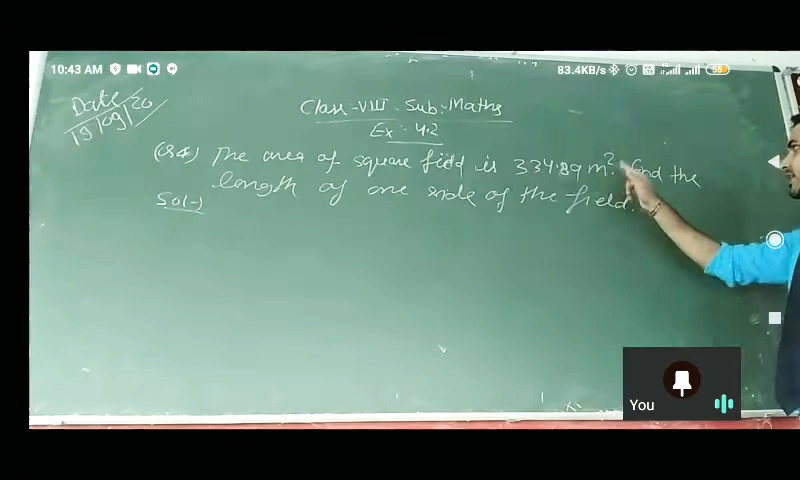 10:43 AM
83.4KB/s
55
Date
19/09/20
Class-VIII. Sub:-Maths
Ex:-4.2
(Q4) The area of square field is 334.89 m². find the
length of one side of the field.
Sol-)
You